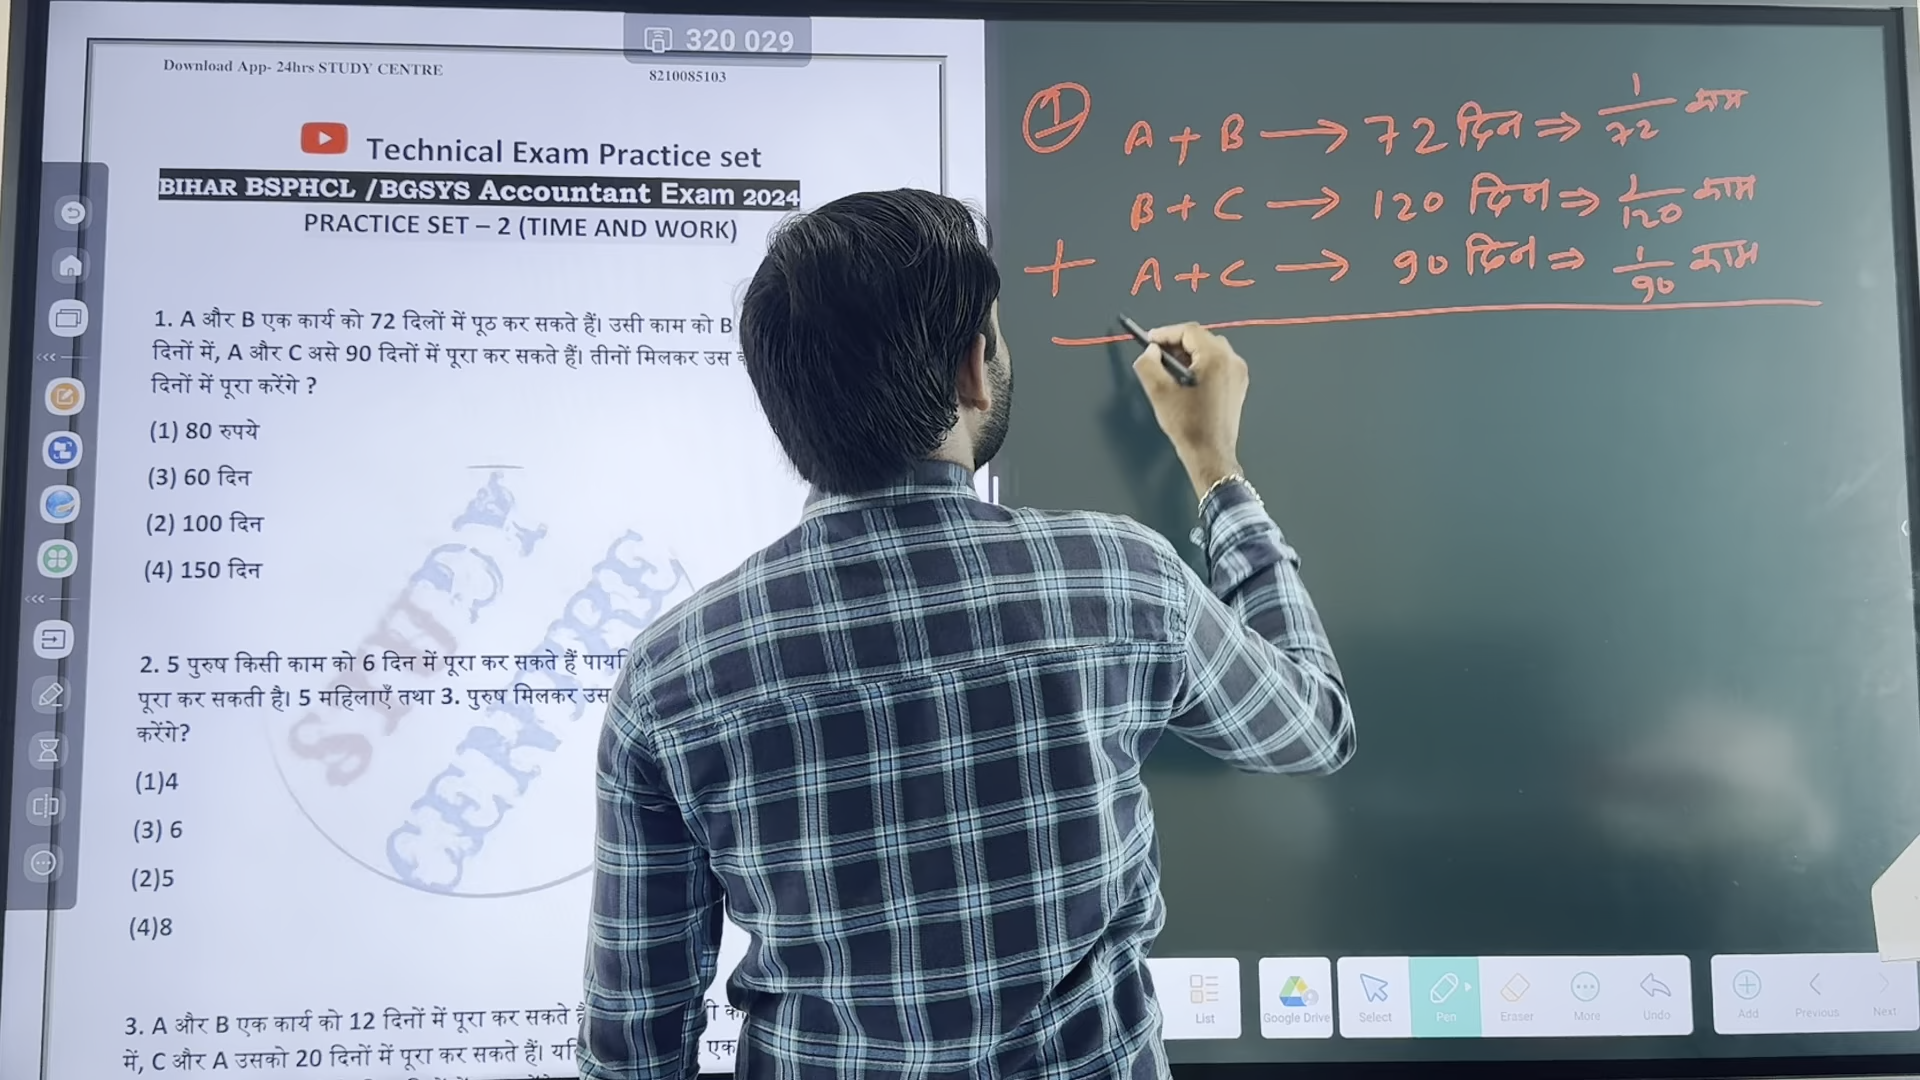 320 029
Download App- 24hrs STUDY CENTRE
8210085103
Technical Exam Practice set
BIHAR BSPHCL /BGSYS Accountant Exam 2024
PRACTICE SET – 2 (TIME AND WORK)
1. A और B एक कार्य को 72 दिलों में पूठ कर सकते हैं। उसी काम को B
दिनों में, A और C असे 90 दिनों में पूरा कर सकते हैं। तीनों मिलकर उस
दिनों में पूरा करेंगे ?
(1) 80 रुपये
(3) 60 दिन
(2) 100 दिन
(4) 150 दिन
2. 5 पुरुष किसी काम को 6 दिन में पूरा कर सकते हैं
पूरा कर सकती है। 5 महिलाएँ तथा 3. पुरुष मिलकर उस
करेंगे?
(1)4
(3) 6
(2)5
(4)8
3. A और B एक कार्य को 12 दिनों में पूरा कर सकते
में, C और A उसको 20 दिनों में पूरा कर सकते हैं। एक
STUDY
CENTRE
1 A + B → 72 दिन ⇒ 1/72 काम
B + C → 120 दिन ⇒ 1/120 काम
+ A + C → 90 दिन ⇒ 1/90 काम
List
Google Drive
Select
Pen
Eraser
More
Undo
Add
Previous
Next